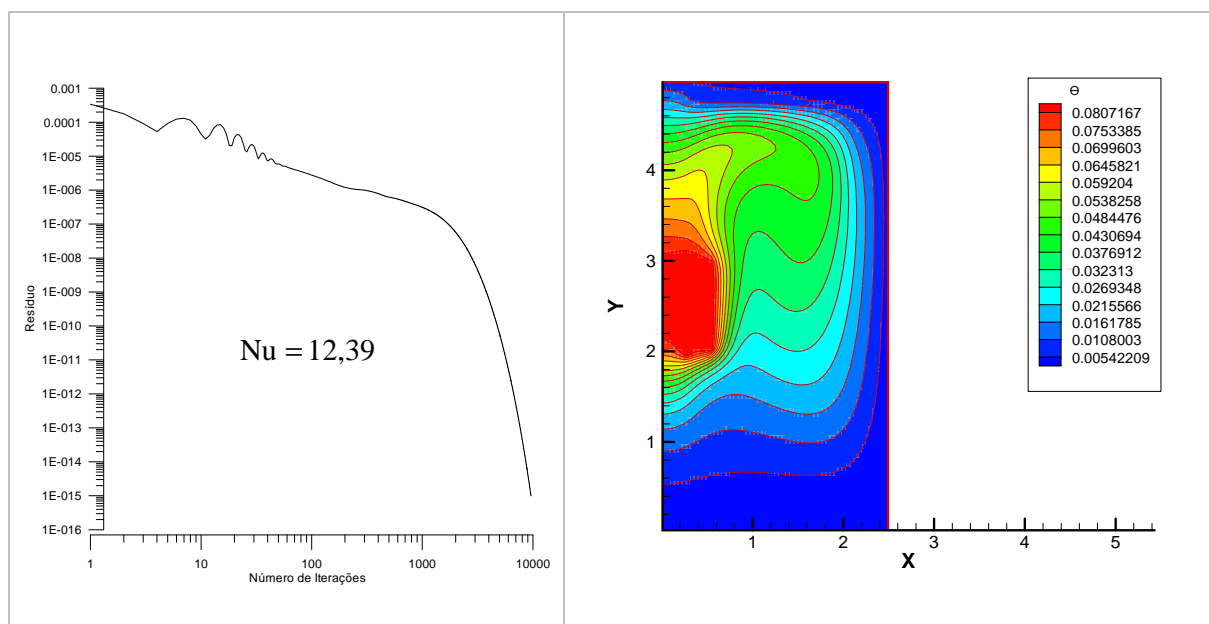 0.001
0.0001
1E-005
1E-006
1E-007
1E-008
1E-009
1E-010
1E-011
1E-012
1E-013
1E-014
1E-015
1E-016
Resíduo
Nu = 12,39
1 10 100 1000 10000
Número de Iterações
4
3
2
1
Y
1 2 3 4 5
X
Θ
0.0807167
0.0753385
0.0699603
0.0645821
0.059204
0.0538258
0.0484476
0.0430694
0.0376912
0.032313
0.0269348
0.0215566
0.0161785
0.0108003
0.00542209